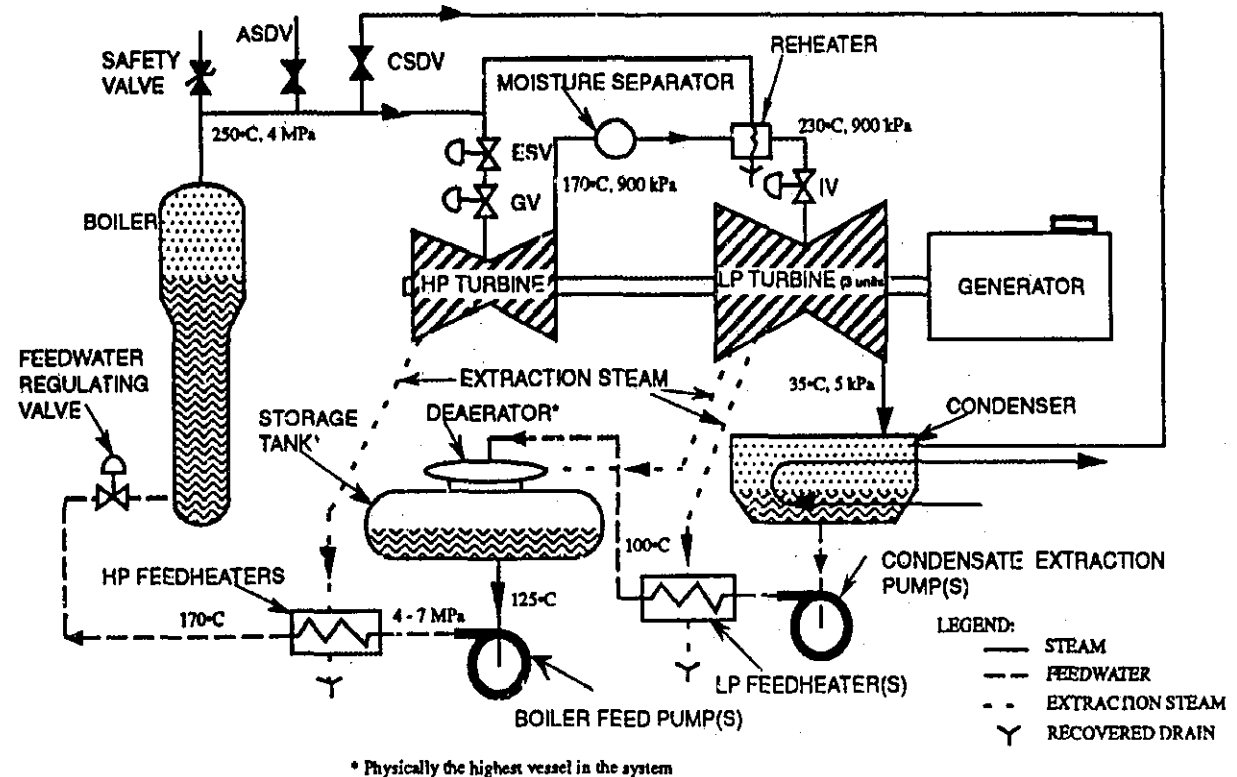 ASDV
REHEATER
SAFETY
VALVE
CSDV
MOISTURE SEPARATOR
250°C, 4 MPa
230°C, 900 kPa
ESV
170°C, 900 kPa
GV
IV
BOILER
HP TURBINE
LP TURBINE (3 units
GENERATOR
FEEDWATER
REGULATING
VALVE
EXTRACTION STEAM
35°C, 5 kPa
STORAGE
TANK*
DEAERATOR*
CONDENSER
100°C
HP FEEDHEATERS
CONDENSATE EXTRACTION
PUMP(S)
125°C
170°C
4 - 7 MPa
LP FEEDHEATER(S)
BOILER FEED PUMP(S)
LEGEND:
STEAM
FEEDWATER
EXTRACTION STEAM
RECOVERED DRAIN
* Physically the highest vessel in the system